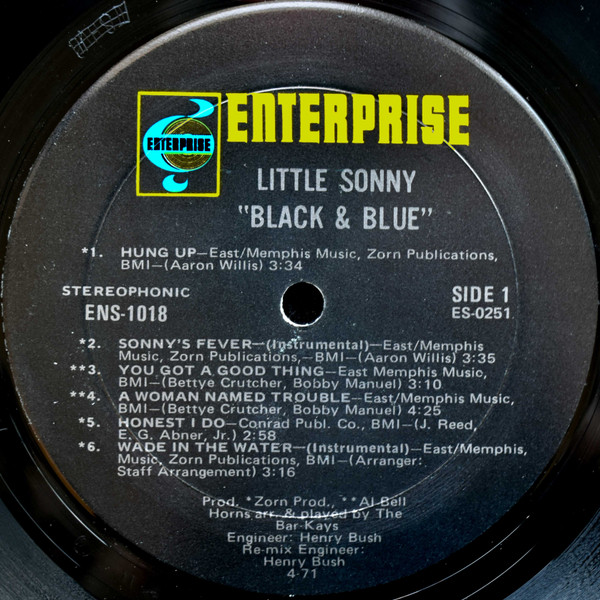 ENTERPRISE
ENTERPRISE
LITTLE SONNY
"BLACK & BLUE"
*1. HUNG UP—East/Memphis Music, Zorn Publications,
BMI—(Aaron Willis) 3:34
STEREOPHONIC
ENS-1018
SIDE 1
ES-0251
*2. SONNY'S FEVER—(Instrumental)—East/Memphis
Music, Zorn Publications,—BMI—(Aaron Willis) 3:35
**3. YOU GOT A GOOD THING—East Memphis Music,
BMI—(Bettye Crutcher, Bobby Manuel) 3:10
**4. A WOMAN NAMED TROUBLE—East/Memphis Music,
BMI—(Bettye Crutcher, Bobby Manuel) 4:25
*5. HONEST I DO—Conrad Publ. Co., BMI—(J. Reed,
E. G. Abner, Jr.) 2:58
*6. WADE IN THE WATER—(Instrumental)—East/Memphis,
Music, Zorn Publications, BMI—(Arranger:
Staff Arrangement) 3:16
Prod. *Zorn Prod., **Al Bell
Horns arr. & played by The
Bar-Kays
Engineer: Henry Bush
Re-mix Engineer:
Henry Bush
4-71